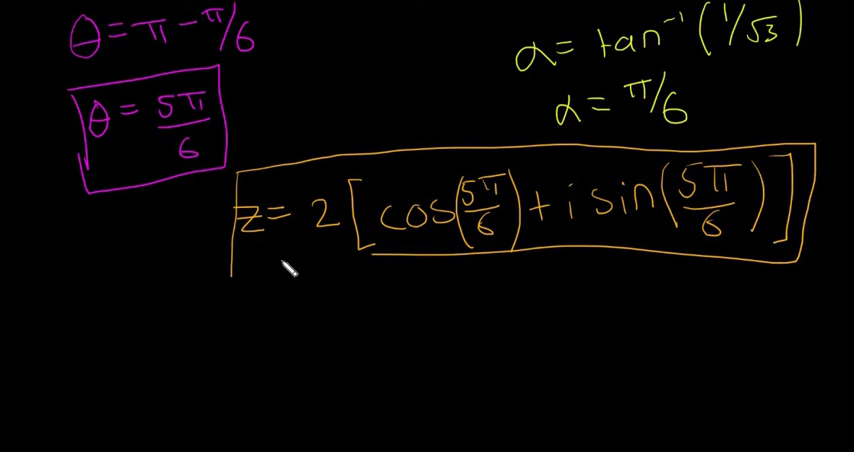 θ = π - π/6
α = tan⁻¹ (1/√3)
θ = 5π/6
α = π/6
z = 2 [cos(5π/6) + i sin(5π/6)]